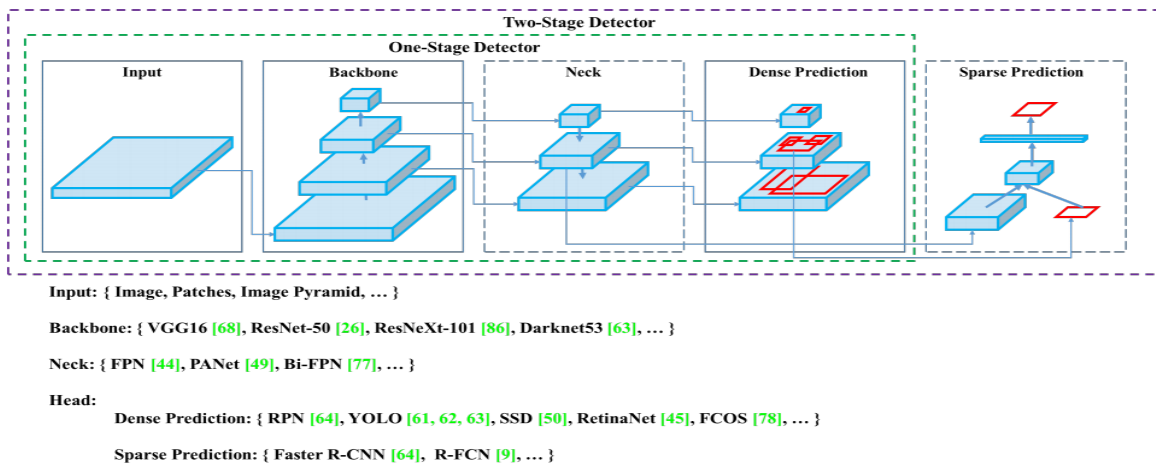 Two-Stage Detector
One-Stage Detector
Input
Backbone
Neck
Dense Prediction
Sparse Prediction
Input: { Image, Patches, Image Pyramid, … }
Backbone: { VGG16 [68], ResNet-50 [26], ResNeXt-101 [86], Darknet53 [63], … }
Neck: { FPN [44], PANet [49], Bi-FPN [77], … }
Head:
Dense Prediction: { RPN [64], YOLO [61, 62, 63], SSD [50], RetinaNet [45], FCOS [78], … }
Sparse Prediction: { Faster R-CNN [64], R-FCN [9], … }